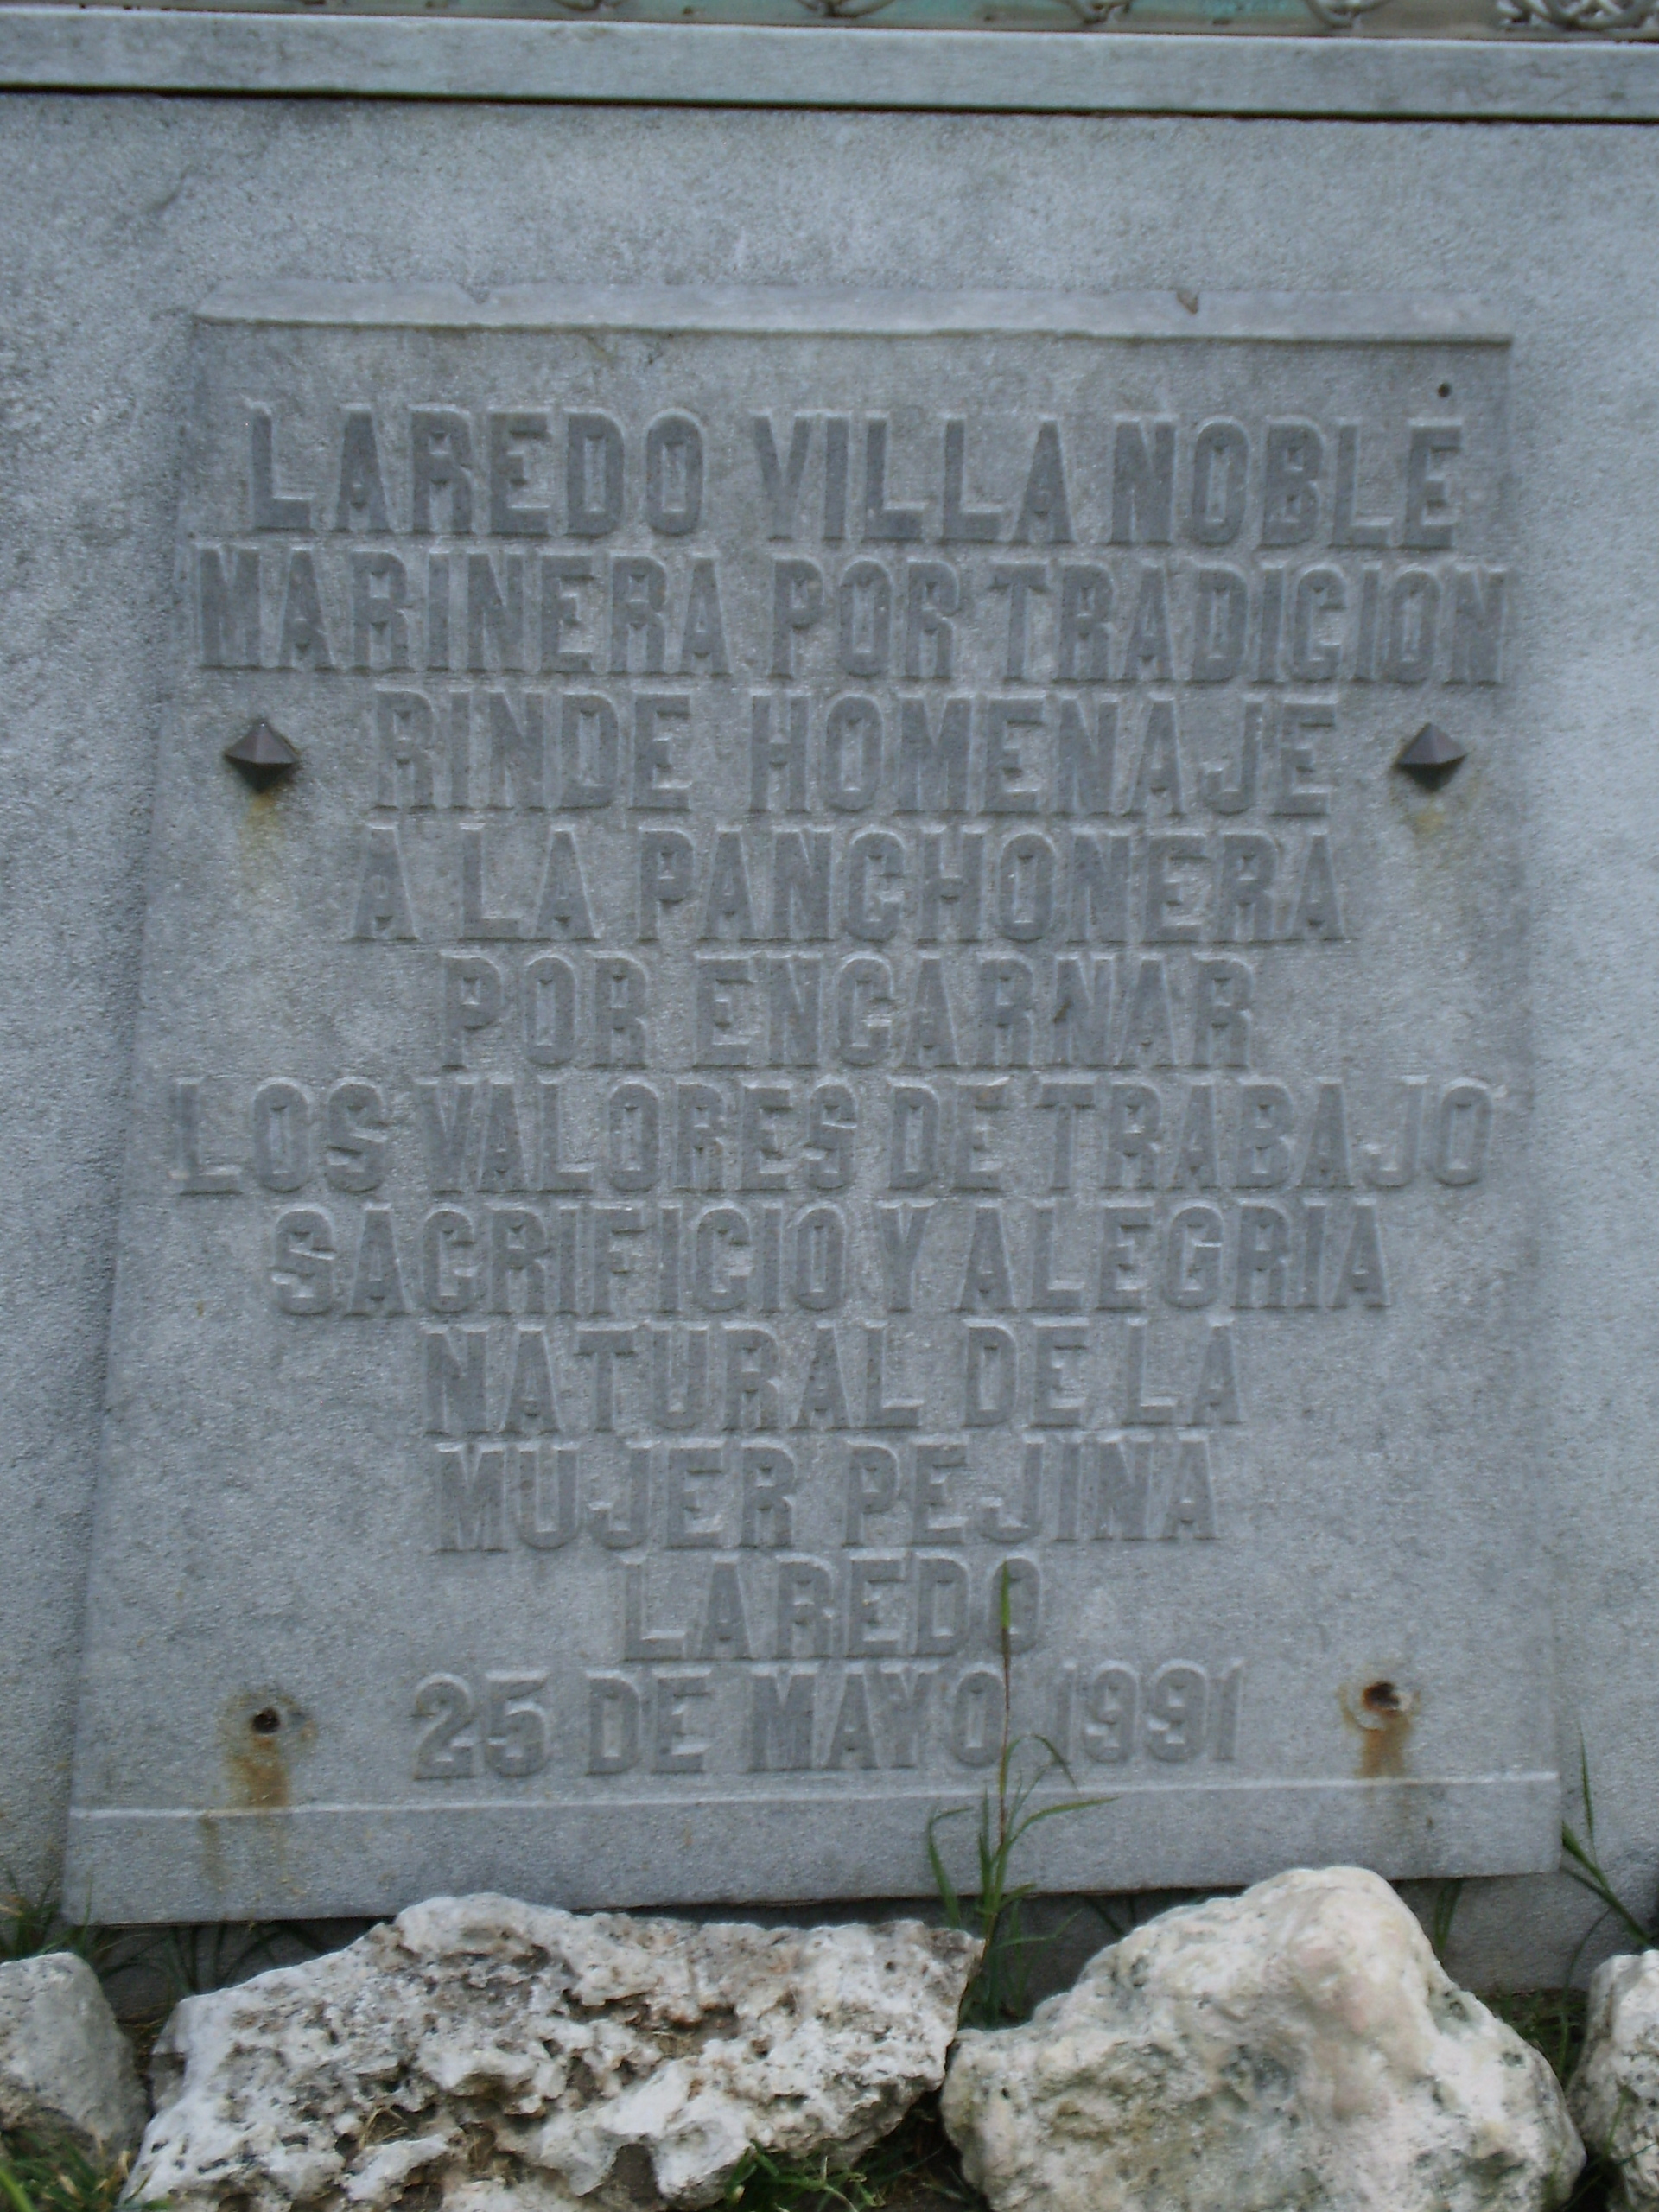 LAREDO VILLA NOBLE
MARINERA POR TRADICION
RINDE HOMENAJE
A LA PANCHONERA
POR ENCARNAR
LOS VALORES DE TRABAJO
SACRIFICIO Y ALEGRIA
NATURAL DE LA
MUJER PEJINA
LAREDO
25 DE MAYO 1991